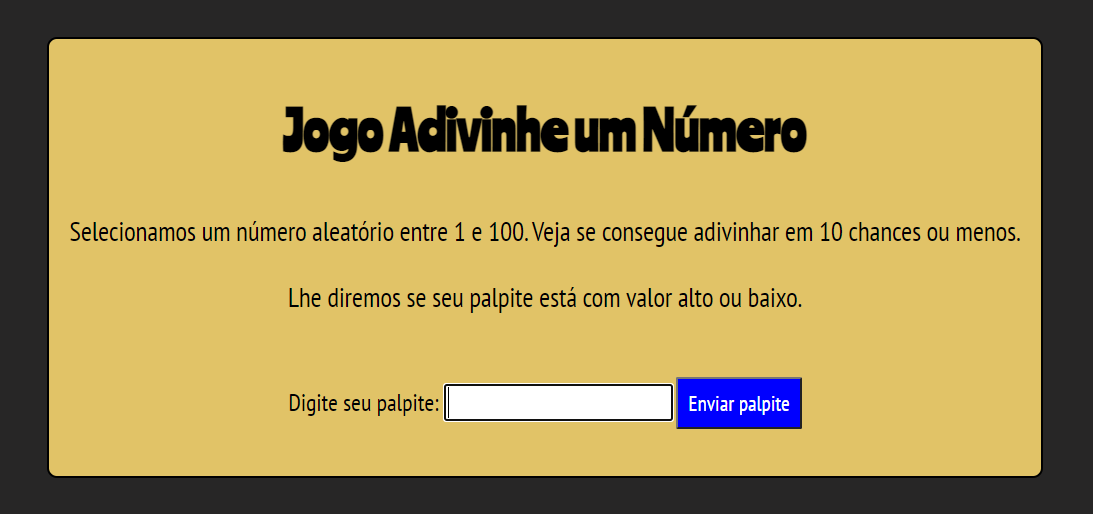 Jogo Adivinhe um Número
Selecionamos um número aleatório entre 1 e 100. Veja se consegue adivinhar em 10 chances ou menos.
Lhe diremos se seu palpite está com valor alto ou baixo.
Digite seu palpite: Enviar palpite